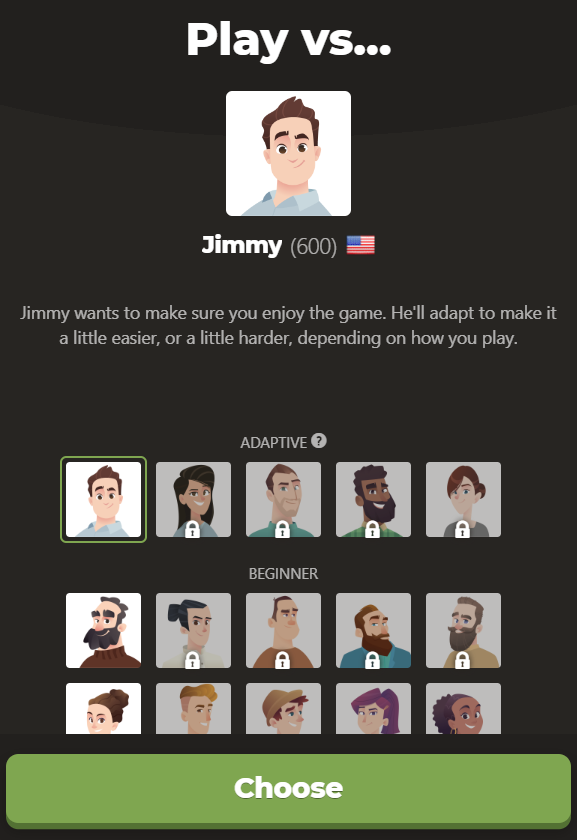 Play vs...
Jimmy (600)
Jimmy wants to make sure you enjoy the game. He'll adapt to make it
a little easier, or a little harder, depending on how you play.
ADAPTIVE ?
BEGINNER
Choose